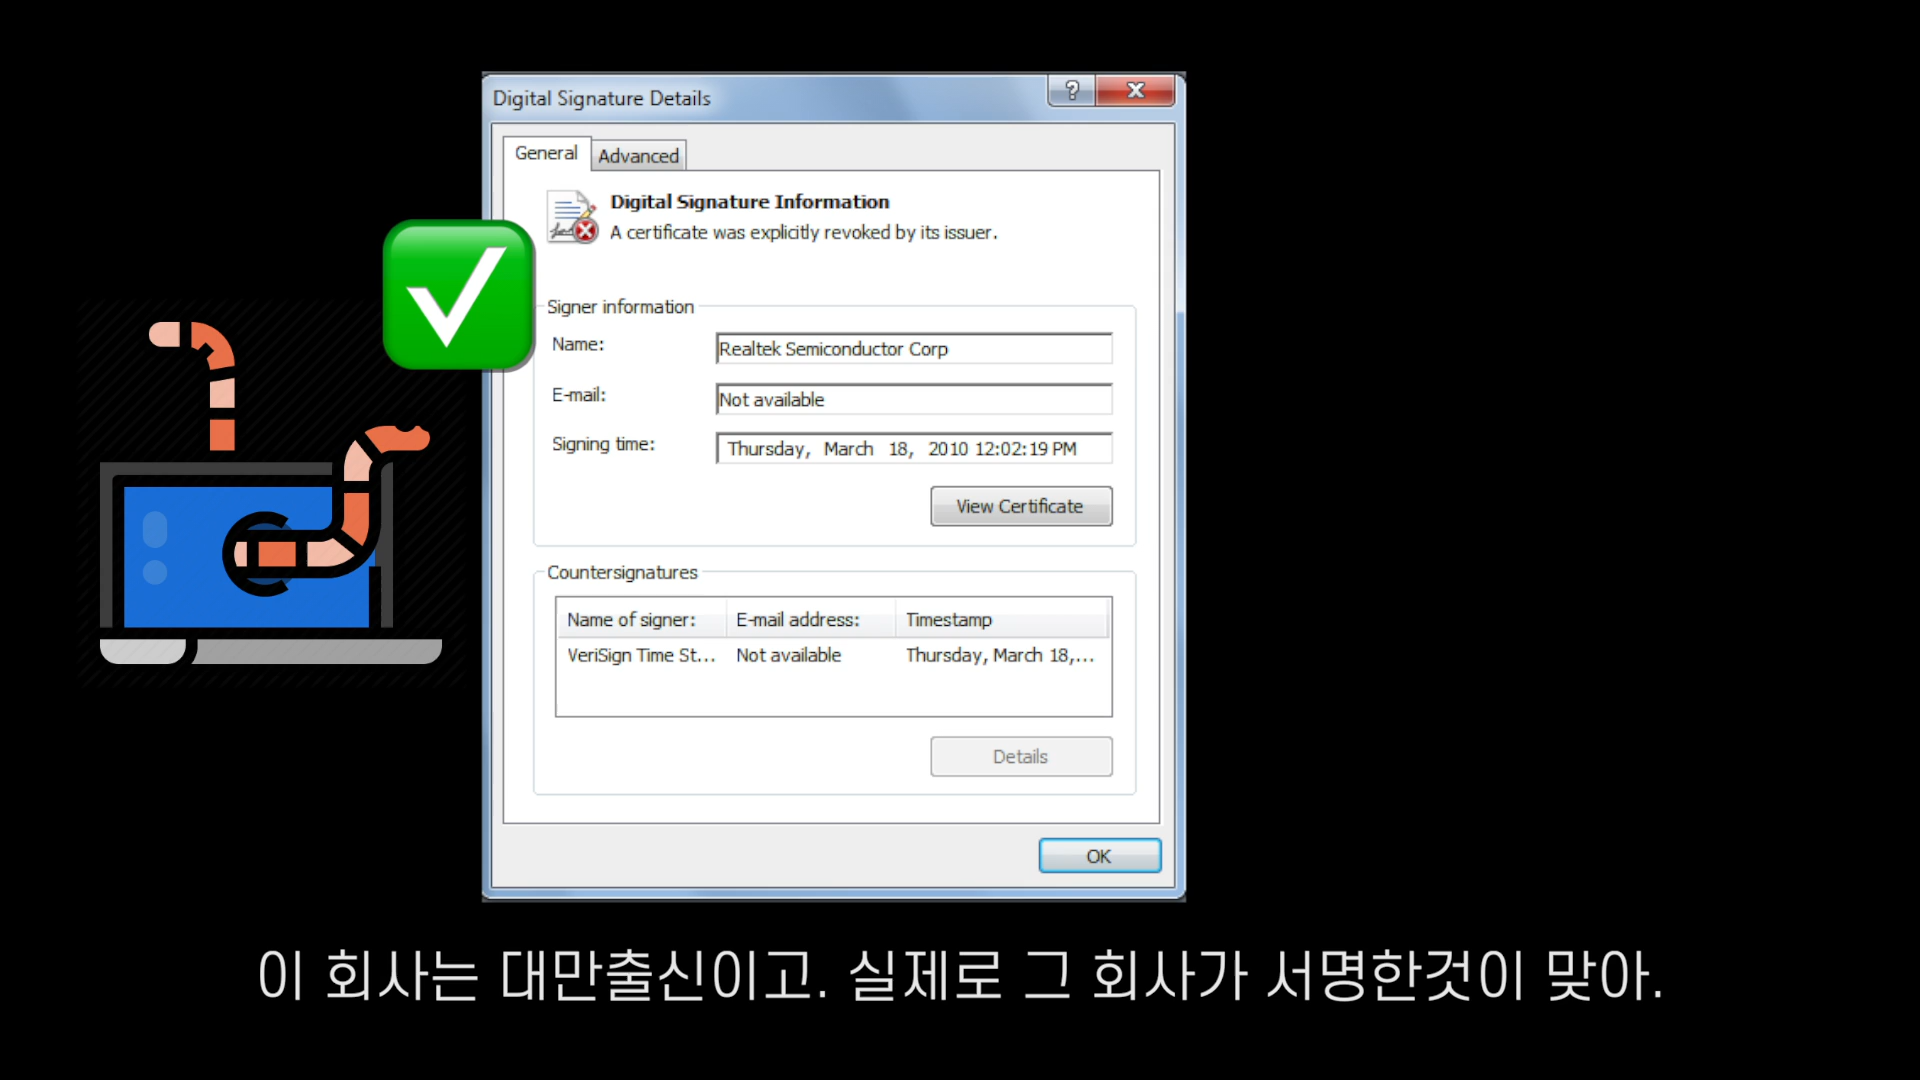 Digital Signature Details
General
Advanced
Digital Signature Information
A certificate was explicitly revoked by its issuer.
Signer information
Name:
Realtek Semiconductor Corp
E-mail:
Not available
Signing time:
Thursday, March 18, 2010 12:02:19 PM
View Certificate
Countersignatures
Name of signer: E-mail address: Timestamp
VeriSign Time St... Not available Thursday, March 18,...
Details
OK
이 회사는 대만출신이고. 실제로 그 회사가 서명한것이 맞아.